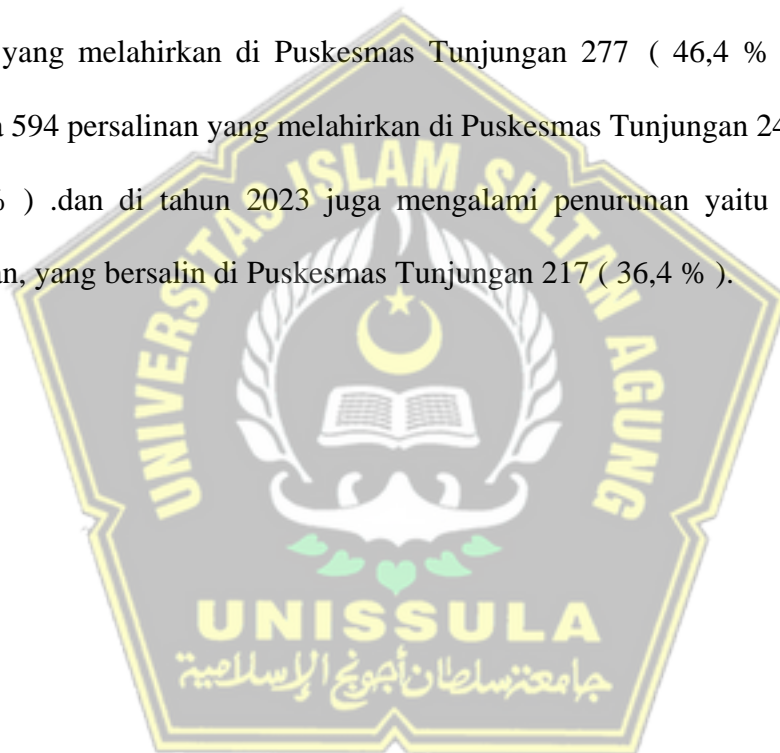 yang melahirkan di Puskesmas Tunjungan 277 ( 46,4 %
594 persalinan yang melahirkan di Puskesmas Tunjungan 24
) .dan di tahun 2023 juga mengalami penurunan yaitu
yang bersalin di Puskesmas Tunjungan 217 ( 36,4 % ).
UNIVERSITAS ISLAM SULTAN AGUNG
UNISSULA
جامعة سلطان أجونج الإسلامية